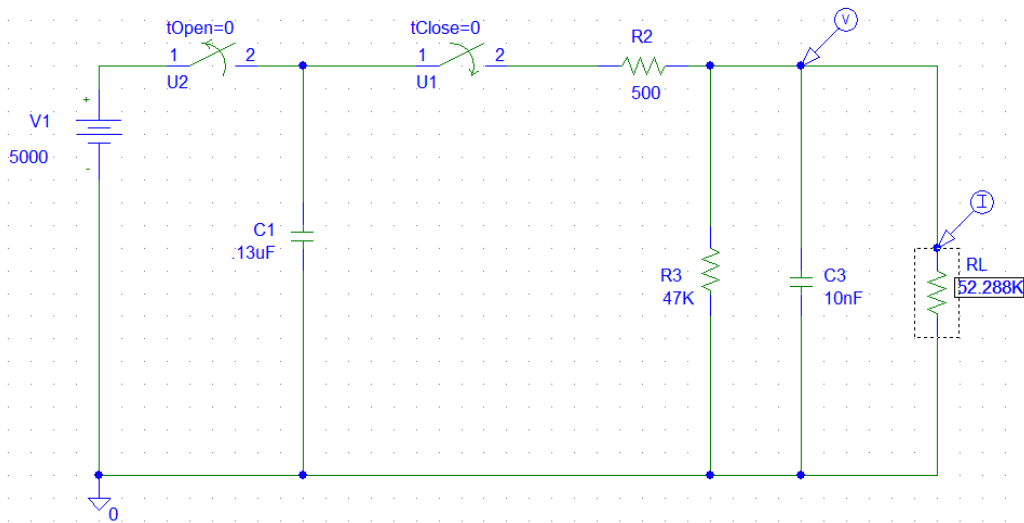 tOpen=0
tClose=0
V
1
2
1
2
R2
U2
U1
500
+
V1
5000
-
I
C1
.13uF
R3
47K
C3
10nF
RL
52.288K
0